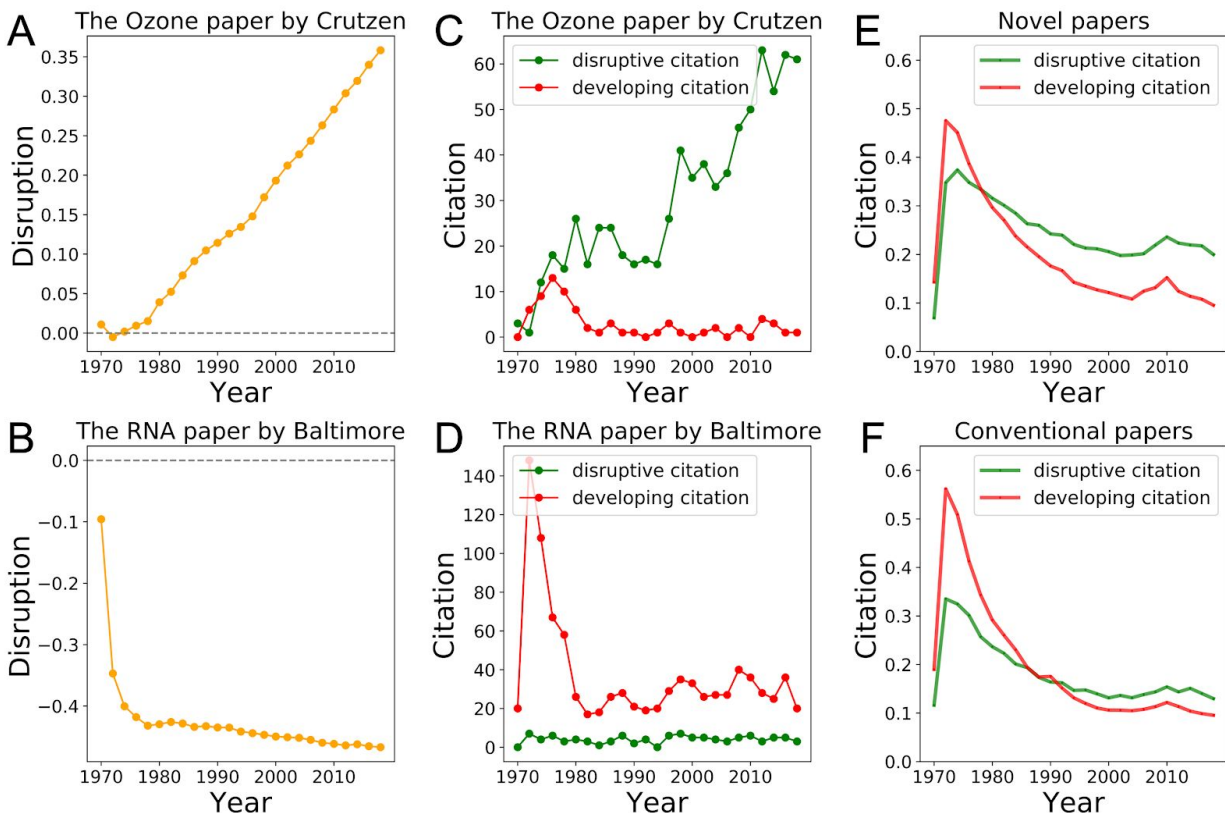 A
The Ozone paper by Crutzen
0.35
0.30
0.25
0.20
0.15
0.10
0.05
0.00
Disruption
1970 1980 1990 2000 2010
Year
C
The Ozone paper by Crutzen
disruptive citation
developing citation
60
50
40
30
20
10
0
Citation
1970 1980 1990 2000 2010
Year
E
Novel papers
disruptive citation
developing citation
0.6
0.5
0.4
0.3
0.2
0.1
0.0
Citation
1970 1980 1990 2000 2010
Year
B
The RNA paper by Baltimore
0.0
−0.1
−0.2
−0.3
−0.4
Disruption
1970 1980 1990 2000 2010
Year
D
The RNA paper by Baltimore
disruptive citation
developing citation
140
120
100
80
60
40
20
0
Citation
1970 1980 1990 2000 2010
Year
F
Conventional papers
disruptive citation
developing citation
0.6
0.5
0.4
0.3
0.2
0.1
0.0
Citation
1970 1980 1990 2000 2010
Year